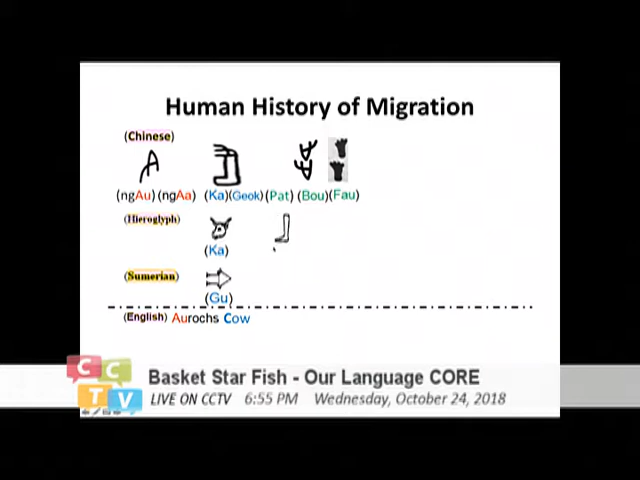 Human History of Migration
(Chinese)
(ngAu) (ngAa) (Ka)(Geok) (Pat) (Bou)(Fau)
(Hieroglyph)
(Ka)
(Sumerian)
(Gu)
(English) Aurochs Cow
CCTV
Basket Star Fish - Our Language CORE
LIVE ON CCTV 6:55 PM Wednesday, October 24, 2018